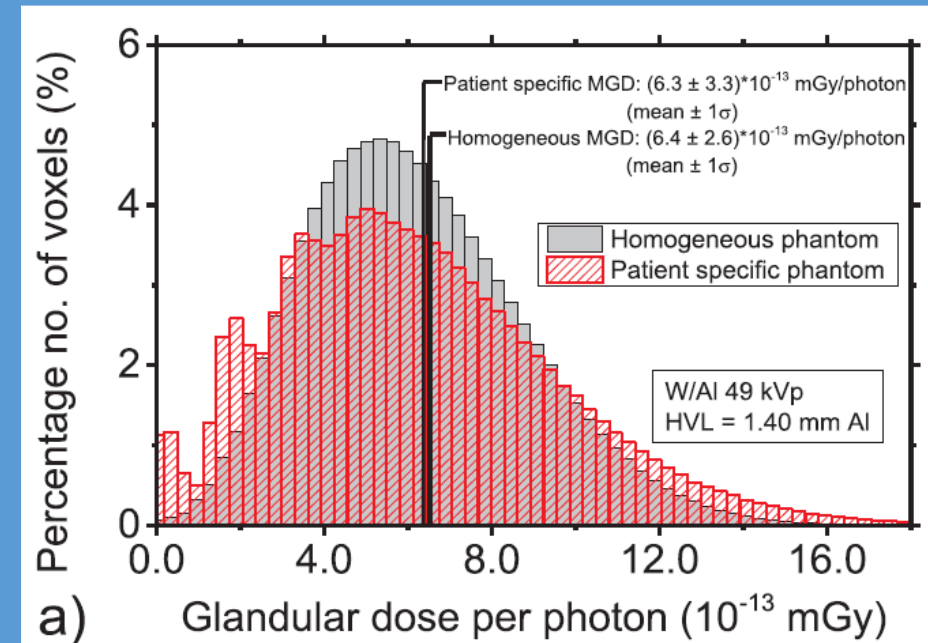 6
Patient specific MGD: (6.3 ± 3.3)*10⁻¹³ mGy/photon
(mean ± 1σ)
Homogeneous MGD: (6.4 ± 2.6)*10⁻¹³ mGy/photon
(mean ± 1σ)
4
Homogeneous phantom
Patient specific phantom
2
W/Al 49 kVp
HVL = 1.40 mm Al
0
Percentage no. of voxels (%)
0.0 4.0 8.0 12.0 16.0
a) Glandular dose per photon (10⁻¹³ mGy)